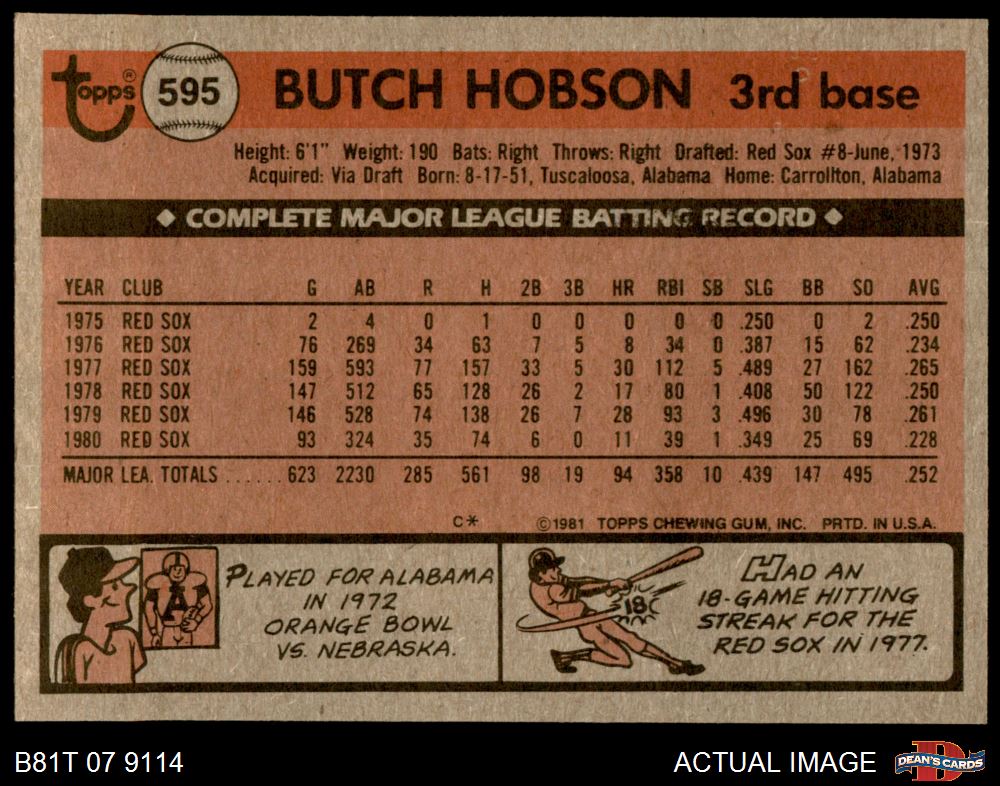 Topps® 595 BUTCH HOBSON 3rd base
Height: 6'1" Weight: 190 Bats: Right Throws: Right Drafted: Red Sox #8-June, 1973
Acquired: Via Draft Born: 8-17-51, Tuscaloosa, Alabama Home: Carrollton, Alabama
◆ COMPLETE MAJOR LEAGUE BATTING RECORD ◆
YEAR CLUB G AB R H 2B 3B HR RBI SB SLG BB SO AVG
1975 RED SOX 2 4 0 1 0 0 0 0 0 .250 0 2 .250
1976 RED SOX 76 269 34 63 7 5 8 34 0 .387 15 62 .234
1977 RED SOX 159 593 77 157 33 5 30 112 5 .489 27 162 .265
1978 RED SOX 147 512 65 128 26 2 17 80 1 .408 50 122 .250
1979 RED SOX 146 528 74 138 26 7 28 93 3 .496 30 78 .261
1980 RED SOX 93 324 35 74 6 0 11 39 1 .349 25 69 .228
MAJOR LEA. TOTALS ...... 623 2230 285 561 98 19 94 358 10 .439 147 495 .252
C* ©1981 TOPPS CHEWING GUM, INC. PRTD. IN U.S.A.
A
PLAYED FOR ALABAMA
IN 1972
ORANGE BOWL
VS. NEBRASKA.
18
HAD AN
18-GAME HITTING
STREAK FOR THE
RED SOX IN 1977.
B81T 07 9114 ACTUAL IMAGE D DEAN'S CARDS